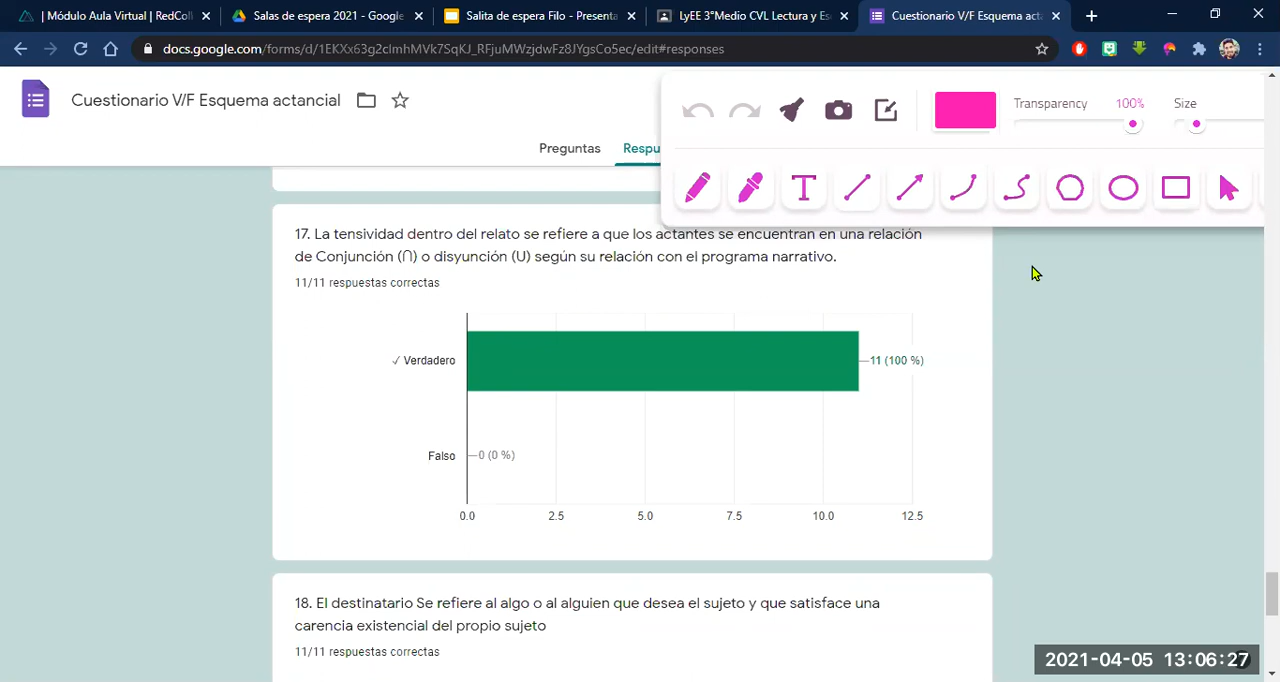 | Módulo Aula Virtual | RedCol
Salas de espera 2021 - Google
Salita de espera Filo - Presenta
LyEE 3°Medio CVL Lectura y Es
Cuestionario V/F Esquema acta
docs.google.com/forms/d/1EKXx63g2clmhMVk7SqKJ_RFjuMWzjdwFz8JYgsCo5ec/edit#responses
Cuestionario V/F Esquema actancial
Transparency 100% Size
Preguntas Respu
T
17. La tensividad dentro del relato se refiere a que los actantes se encuentran en una relación
de Conjunción (⋂) o disyunción (U) según su relación con el programa narrativo.
11/11 respuestas correctas
✓ Verdadero 11 (100 %)
Falso 0 (0 %)
0.0 2.5 5.0 7.5 10.0 12.5
18. El destinatario Se refiere al algo o al alguien que desea el sujeto y que satisface una
carencia existencial del propio sujeto
11/11 respuestas correctas
2021-04-05 13:06:27